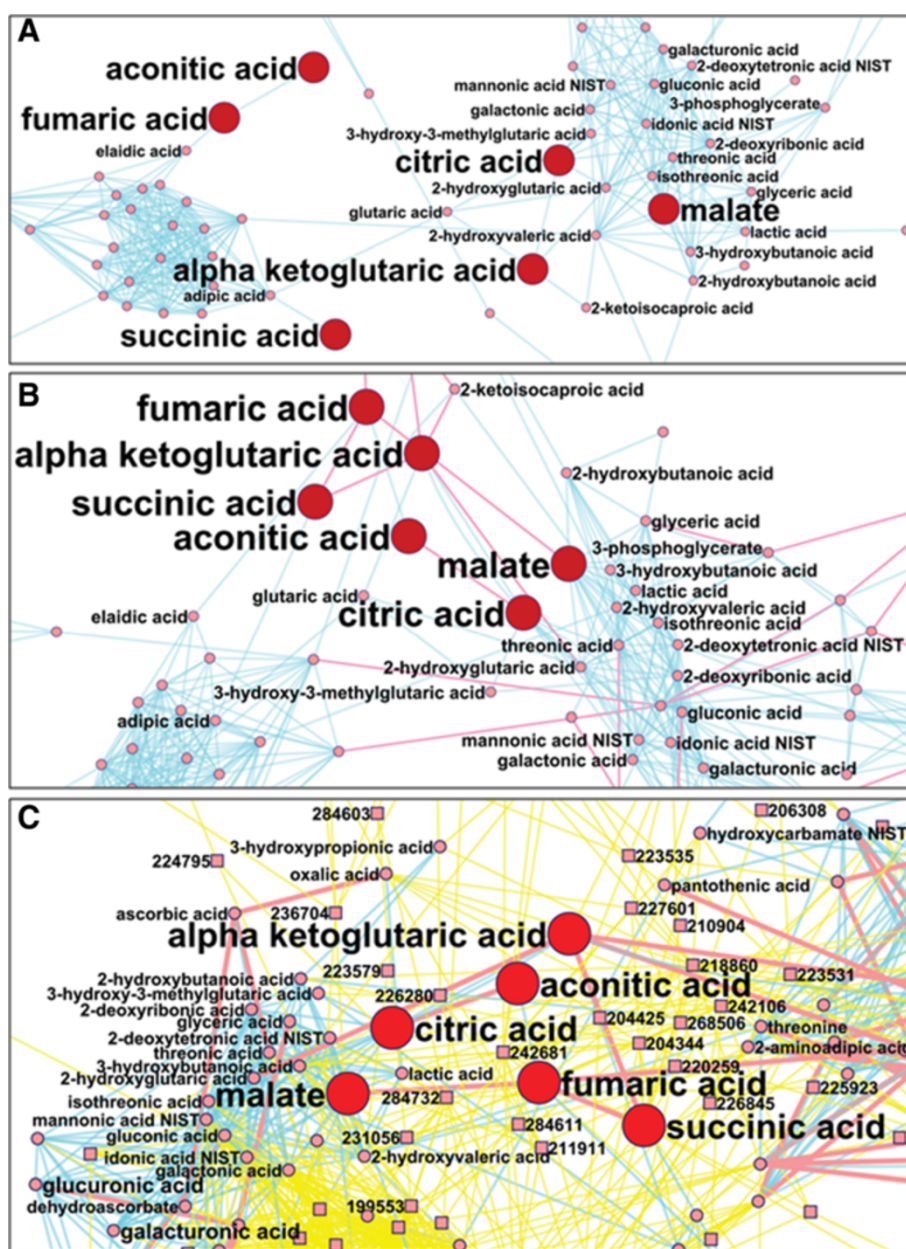 A
aconitic acid
fumaric acid
elaidic acid
galacturonic acid
2-deoxytetronic acid NIST
mannonic acid NIST
gluconic acid
galactonic acid
3-phosphoglycerate
3-hydroxy-3-methylglutaric acid
idonic acid NIST
citric acid
2-deoxyribonic acid
threonic acid
isothreonic acid
2-hydroxyglutaric acid
glyceric acid
glutaric acid
malate
2-hydroxyvaleric acid
lactic acid
3-hydroxybutanoic acid
alpha ketoglutaric acid
2-hydroxybutanoic acid
adipic acid
2-ketoisocaproic acid
succinic acid
B
fumaric acid
2-ketoisocaproic acid
alpha ketoglutaric acid
2-hydroxybutanoic acid
succinic acid
glyceric acid
aconitic acid
3-phosphoglycerate
malate
3-hydroxybutanoic acid
lactic acid
glutaric acid
2-hydroxyvaleric acid
elaidic acid
citric acid
isothreonic acid
threonic acid
2-deoxytetronic acid NIST
2-hydroxyglutaric acid
2-deoxyribonic acid
3-hydroxy-3-methylglutaric acid
gluconic acid
adipic acid
mannonic acid NIST
idonic acid NIST
galactonic acid
galacturonic acid
C
284603
206308
3-hydroxypropionic acid
hydroxycarbamate NIST
224795
223535
oxalic acid
pantothenic acid
ascorbic acid
236704
227601
210904
alpha ketoglutaric acid
223579
218860
223531
2-hydroxybutanoic acid
aconitic acid
3-hydroxy-3-methylglutaric acid
226280
242106
2-deoxyribonic acid
glyceric acid
citric acid
204425
268506
threonine
2-deoxytetronic acid NIST
204344
2-aminoadipic acid
threonic acid
242681
3-hydroxybutanoic acid
220259
2-hydroxyglutaric acid
lactic acid
fumaric acid
225923
malate
284732
isothreonic acid
226845
mannonic acid NIST
284611
succinic acid
gluconic acid
231056
211911
idonic acid NIST
2-hydroxyvaleric acid
galactonic acid
glucuronic acid
dehydroascorbate
199553
galacturonic acid